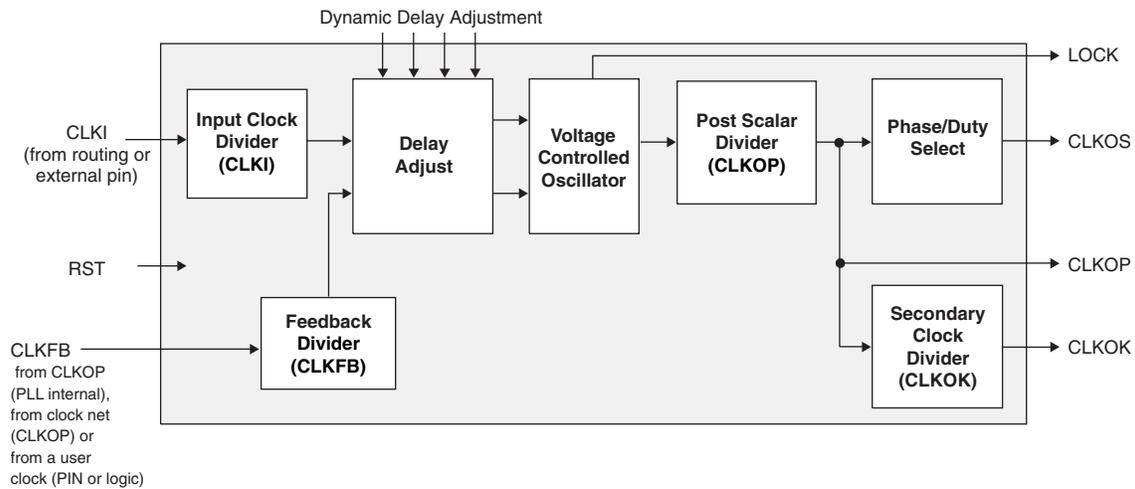 Dynamic Delay Adjustment
LOCK
CLKI
(from routing or
external pin)
Input Clock
Divider
(CLKI)
Delay
Adjust
Voltage
Controlled
Oscillator
Post Scalar
Divider
(CLKOP)
Phase/Duty
Select
CLKOS
RST
CLKOP
CLKFB
from CLKOP
(PLL internal),
from clock net
(CLKOP) or
from a user
clock (PIN or logic)
Feedback
Divider
(CLKFB)
Secondary
Clock
Divider
(CLKOK)
CLKOK